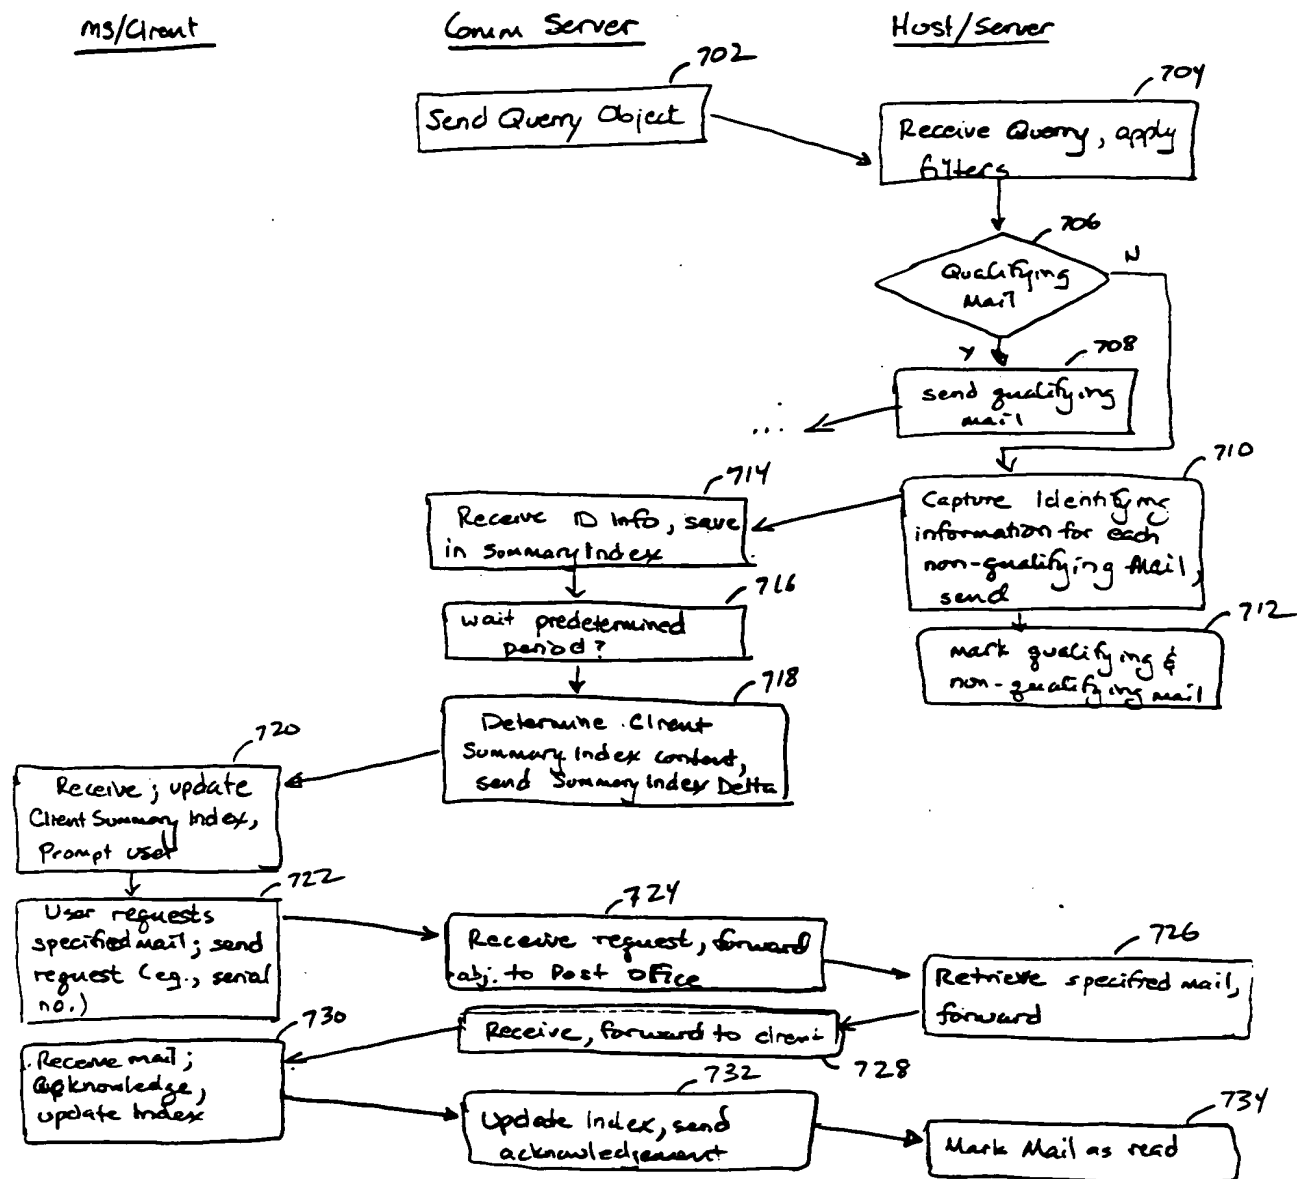 MS/Client
Comm Server
Host/Server
702
Send Query Object
704
Receive Query, apply
filters
706
Qualifying
Mail
N
Y
708
send qualifying
mail
...
710
Capture Identifying
information for each
non-qualifying Mail,
send
712
mark qualifying &
non-qualifying mail
714
Receive ID Info, save
in Summary Index
716
wait predetermined
period?
718
Determine Client
Summary Index content,
send Summary Index Delta
720
Receive; update
Client Summary Index,
Prompt user
722
User requests
specified mail; send
request (eg., serial
no.)
724
Receive request, forward
obj. to Post Office
726
Retrieve specified mail,
forward
Receive, forward to client
728
730
Receive mail;
acknowledge,
update Index
732
Update Index, send
acknowledgement
734
Mark Mail as read